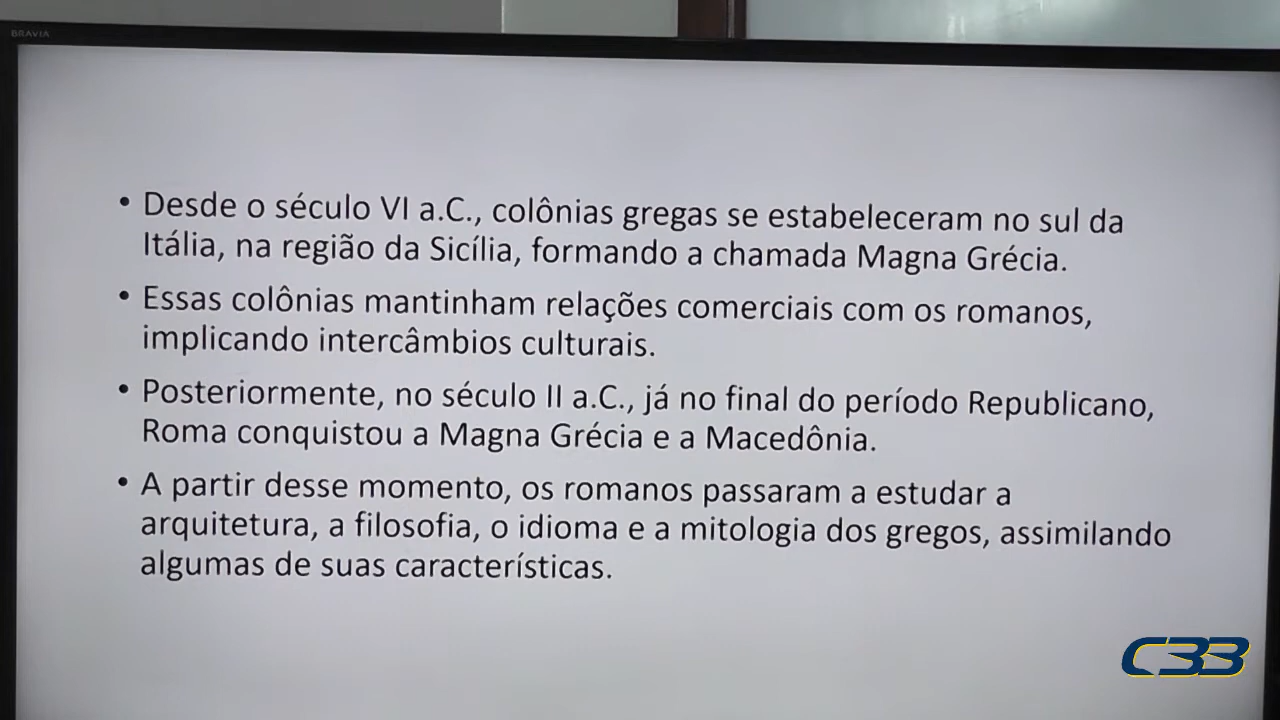 BRAVIA
• Desde o século VI a.C., colônias gregas se estabeleceram no sul da
Itália, na região da Sicília, formando a chamada Magna Grécia.
• Essas colônias mantinham relações comerciais com os romanos,
implicando intercâmbios culturais.
• Posteriormente, no século II a.C., já no final do período Republicano,
Roma conquistou a Magna Grécia e a Macedônia.
• A partir desse momento, os romanos passaram a estudar a
arquitetura, a filosofia, o idioma e a mitologia dos gregos, assimilando
algumas de suas características.
C33